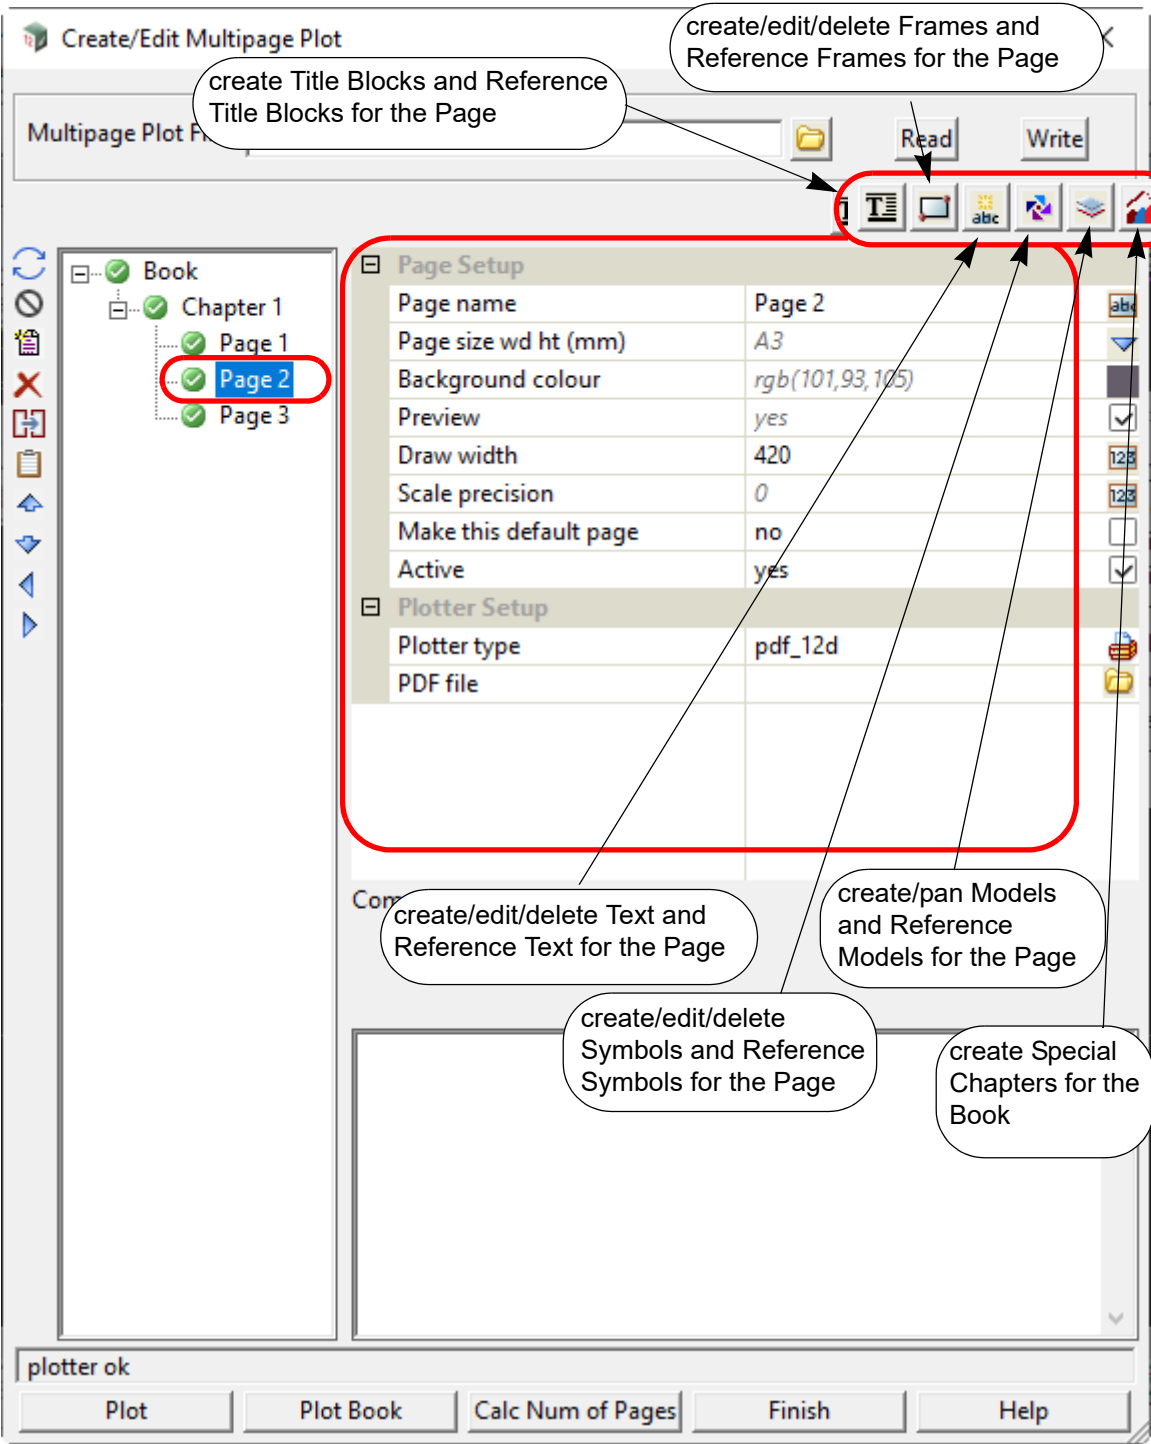 create/edit/delete Frames and
Reference Frames for the Page
Create/Edit Multipage Plot
create Title Blocks and Reference
Title Blocks for the Page
Multipage Plot
Read
Write
abc
Book
Chapter 1
Page 1
Page 2
Page 3
Page Setup
Page name Page 2
Page size wd ht (mm) A3
Background colour rgb(101,93,105)
Preview yes
Draw width 420
Scale precision 0
Make this default page no
Active yes
Plotter Setup
Plotter type pdf_12d
PDF file
create/edit/delete Text and
Reference Text for the Page
create/pan Models
and Reference
Models for the Page
create/edit/delete
Symbols and Reference
Symbols for the Page
create Special
Chapters for the
Book
plotter ok
Plot
Plot Book
Calc Num of Pages
Finish
Help